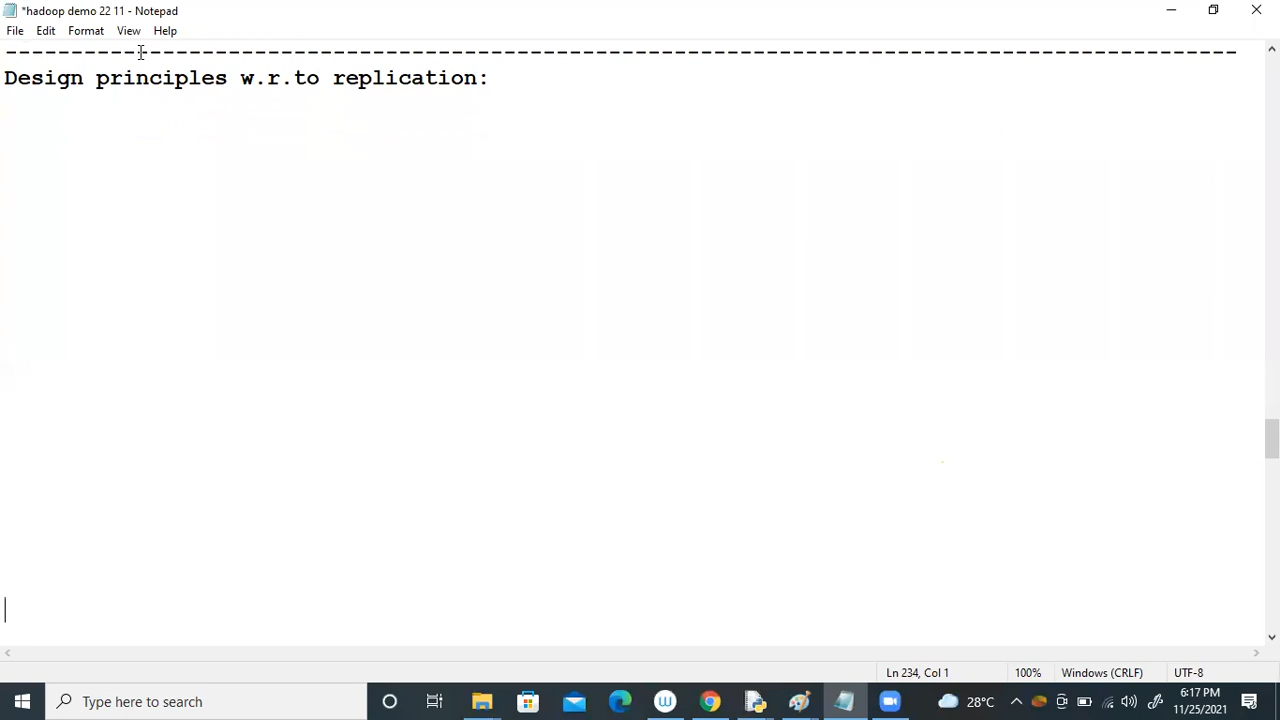 *hadoop demo 22 11 - Notepad
File Edit Format View Help
-----------------------------------------------------------------------------------------------
Design principles w.r.to replication:
Ln 234, Col 1 100% Windows (CRLF) UTF-8
Type here to search
28°C
6:17 PM
11/25/2021